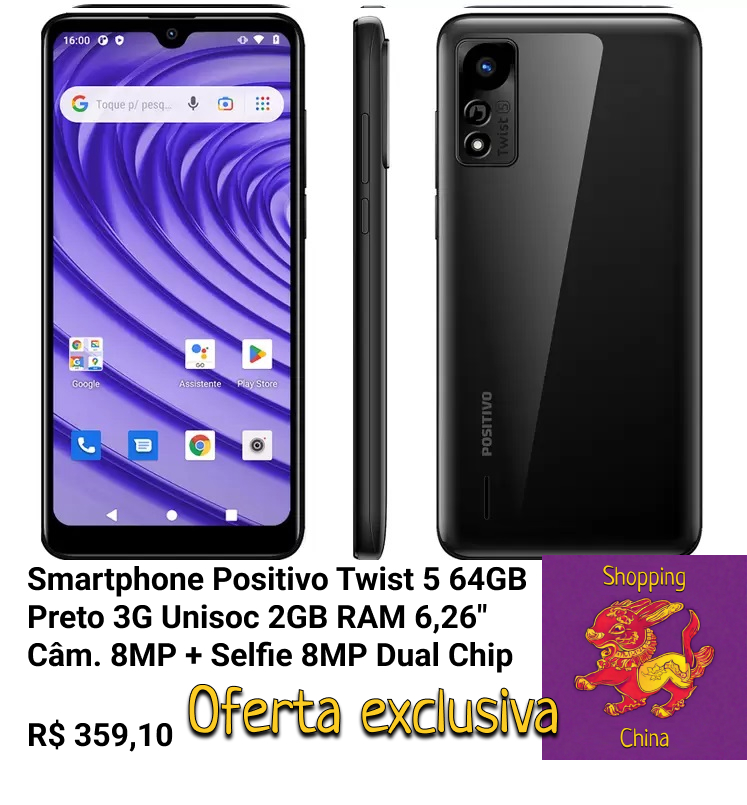 16:00
Toque p/ pesq...
Google
GO
Assistente
Play Store
Twist 5
POSITIVO
Smartphone Positivo Twist 5 64GB
Preto 3G Unisoc 2GB RAM 6,26"
Câm. 8MP + Selfie 8MP Dual Chip
R$ 359,10
Oferta exclusiva
Shopping
China